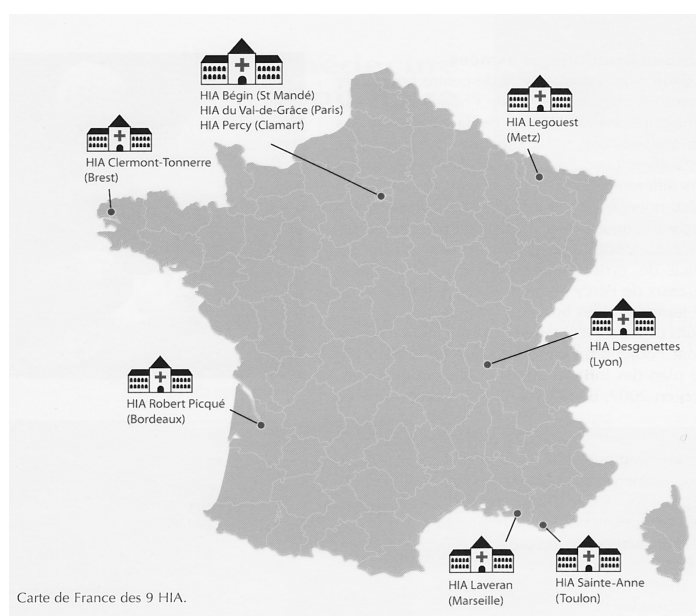 HIA Bégin (St Mandé)
HIA du Val-de-Grâce (Paris)
HIA Percy (Clamart)
HIA Legouest
(Metz)
HIA Clermont-Tonnerre
(Brest)
HIA Desgenettes
(Lyon)
HIA Robert Picqué
(Bordeaux)
HIA Laveran
(Marseille)
HIA Sainte-Anne
(Toulon)
Carte de France des 9 HIA.